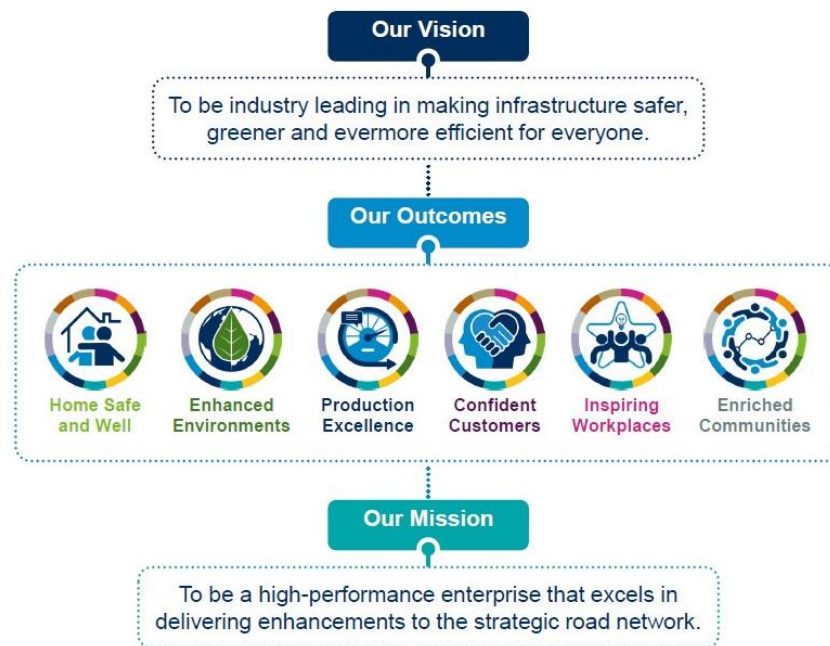 Our Vision
To be industry leading in making infrastructure safer,
greener and evermore efficient for everyone.
Our Outcomes
Home Safe
and Well
Enhanced
Environments
Production
Excellence
Confident
Customers
Inspiring
Workplaces
Enriched
Communities
Our Mission
To be a high-performance enterprise that excels in
delivering enhancements to the strategic road network.